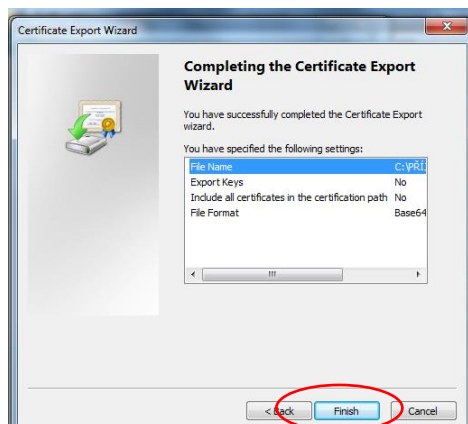 Certificate Export Wizard
Completing the Certificate Export
Wizard
You have successfully completed the Certificate Export
wizard.
You have specified the following settings:
File Name C:\PŘÍ
Export Keys No
Include all certificates in the certification path No
File Format Base64
< Back Finish Cancel